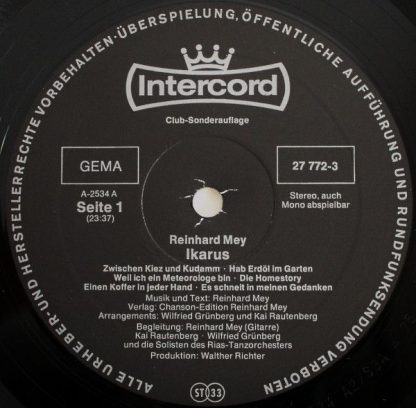 ALLE URHEBER- UND HERSTELLERRECHTE VORBEHALTEN · ÜBERSPIELUNG, ÖFFENTLICHE AUFFÜHRUNG UND RUNDFUNKSENDUNG VERBOTEN
Intercord
Club-Sonderauflage
GEMA
27 772-3
A-2534 A
Seite 1
(23:37)
Stereo, auch
Mono abspielbar
Reinhard Mey
Ikarus
Zwischen Kiez und Kudamm · Hab Erdöl im Garten
Weil ich ein Meteorologe bin · Die Homestory
Einen Koffer in jeder Hand · Es schneit in meinen Gedanken
Musik und Text: Reinhard Mey
Verlag: Chanson-Edition Reinhard Mey
Arrangements: Wilfried Grünberg und Kai Rautenberg
Begleitung: Reinhard Mey (Gitarre)
Kai Rautenberg · Wilfried Grünberg
und die Solisten des Rias-Tanzorchesters
Produktion: Walther Richter
ST 33